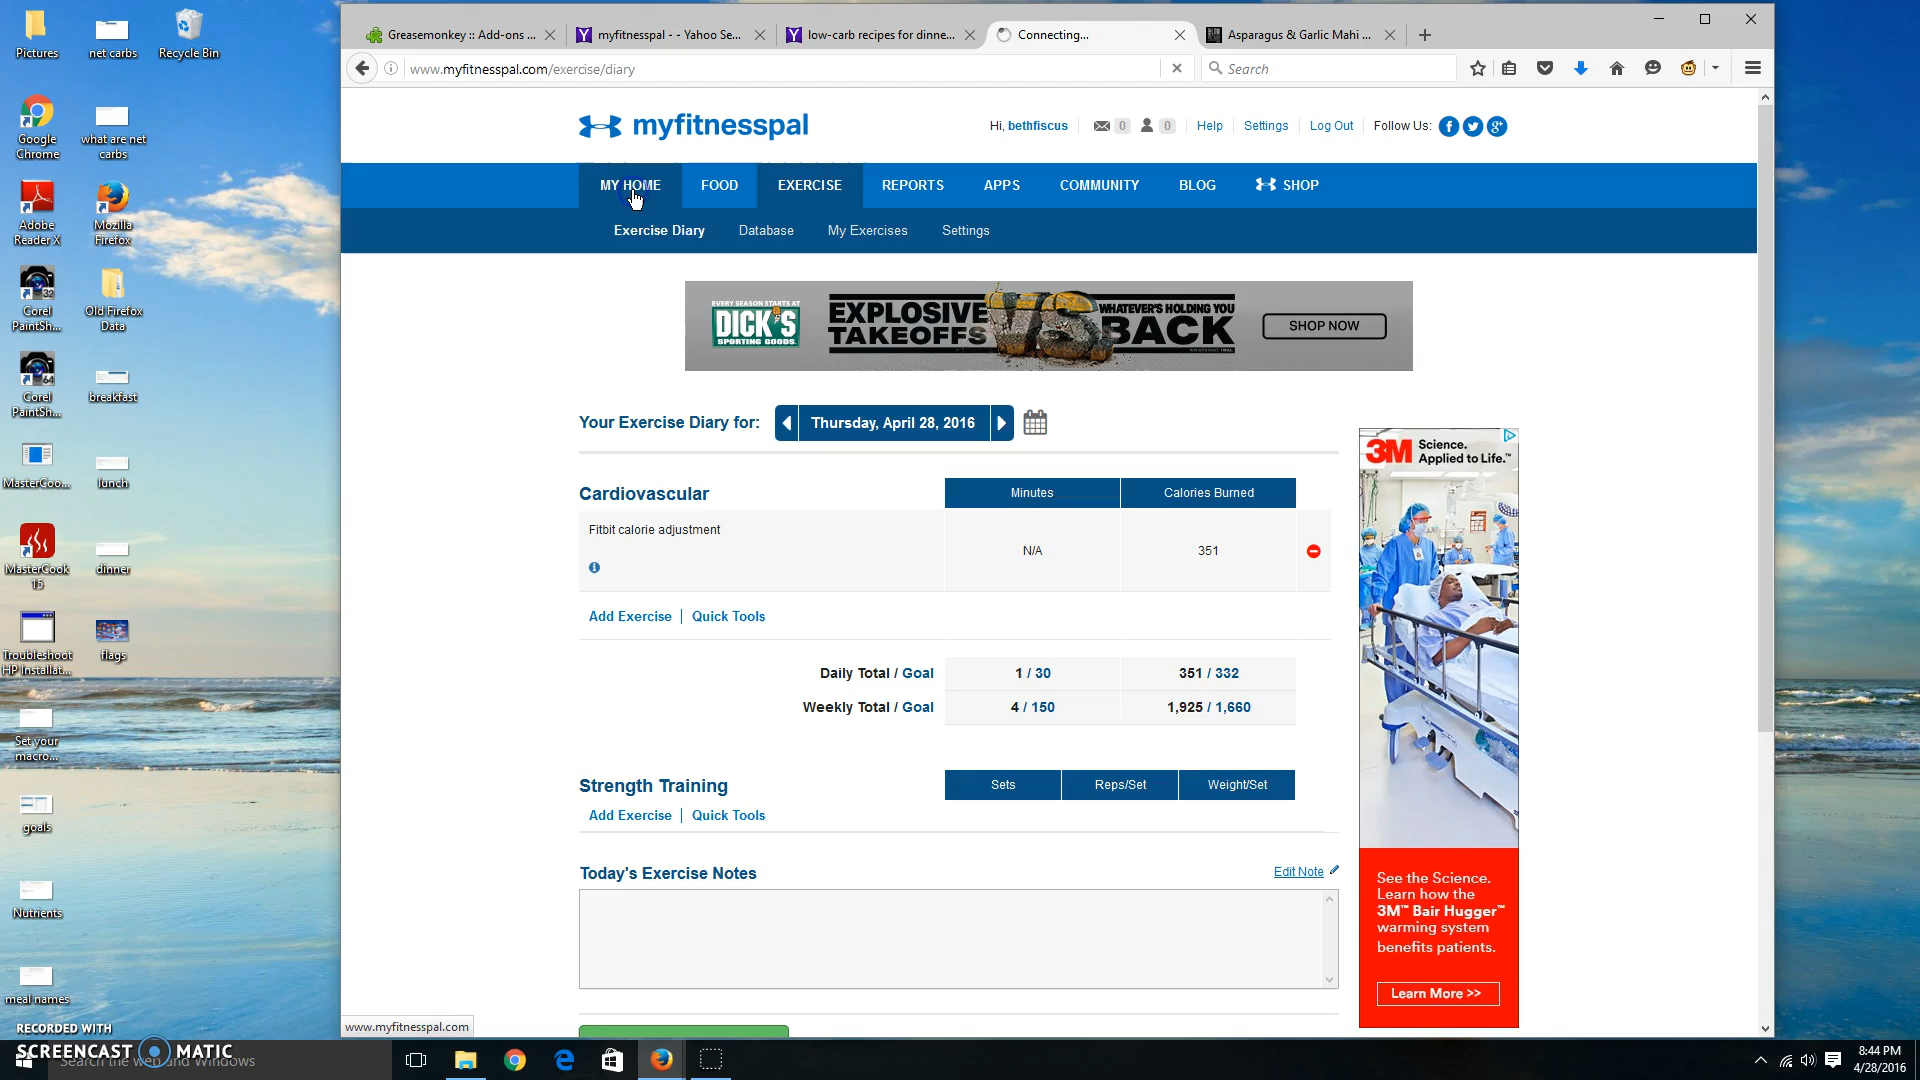 Pictures
net carbs
Recycle Bin
Google Chrome
what are net carbs
Adobe Reader X
Mozilla Firefox
Corel PaintSh...
Old Firefox Data
Corel PaintSh...
breakfast
MasterCoo...
lunch
MasterCook 15
dinner
Troubleshoot HP Installat...
flags
Set your macro...
goals
Nutrients
meal names
RECORDED WITH
SCREENCAST MATIC
Greasemonkey :: Add-ons ...
myfitnesspal - - Yahoo Se...
low-carb recipes for dinne...
Connecting...
Asparagus & Garlic Mahi ...
www.myfitnesspal.com/exercise/diary
Search
myfitnesspal
Hi, bethfiscus 0 0 Help Settings Log Out Follow Us:
MY HOME FOOD EXERCISE REPORTS APPS COMMUNITY BLOG SHOP
Exercise Diary Database My Exercises Settings
EVERY SEASON STARTS AT
DICK'S
SPORTING GOODS.
EXPLOSIVE TAKEOFFS
VS
WHATEVER'S HOLDING YOU
BACK
SHOP NOW
Your Exercise Diary for: Thursday, April 28, 2016
Cardiovascular Minutes Calories Burned
Fitbit calorie adjustment N/A 351
Add Exercise | Quick Tools
Daily Total / Goal 1 / 30 351 / 332
Weekly Total / Goal 4 / 150 1,925 / 1,660
Strength Training Sets Reps/Set Weight/Set
Add Exercise | Quick Tools
Today's Exercise Notes Edit Note
3M Science.
Applied to Life.™
See the Science.
Learn how the
3M™ Bair Hugger™
warming system
benefits patients.
Learn More >>
www.myfitnesspal.com
Search the web and Windows
8:44 PM
4/28/2016